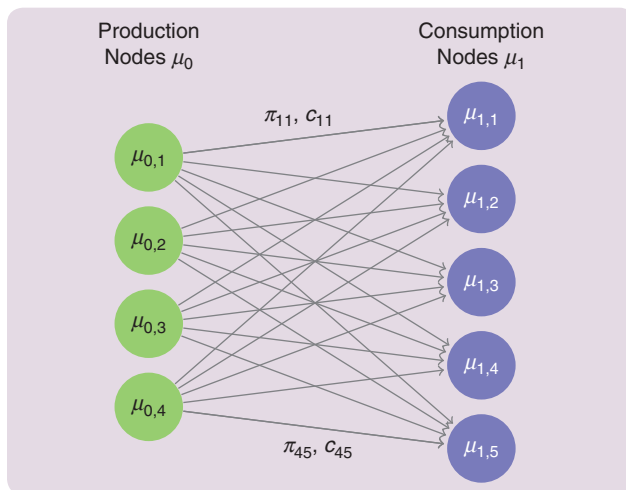 Production
Nodes μ₀
Consumption
Nodes μ₁
π₁₁, c₁₁
μ₀,₁
μ₀,₂
μ₀,₃
μ₀,₄
μ₁,₁
μ₁,₂
μ₁,₃
μ₁,₄
μ₁,₅
π₄₅, c₄₅